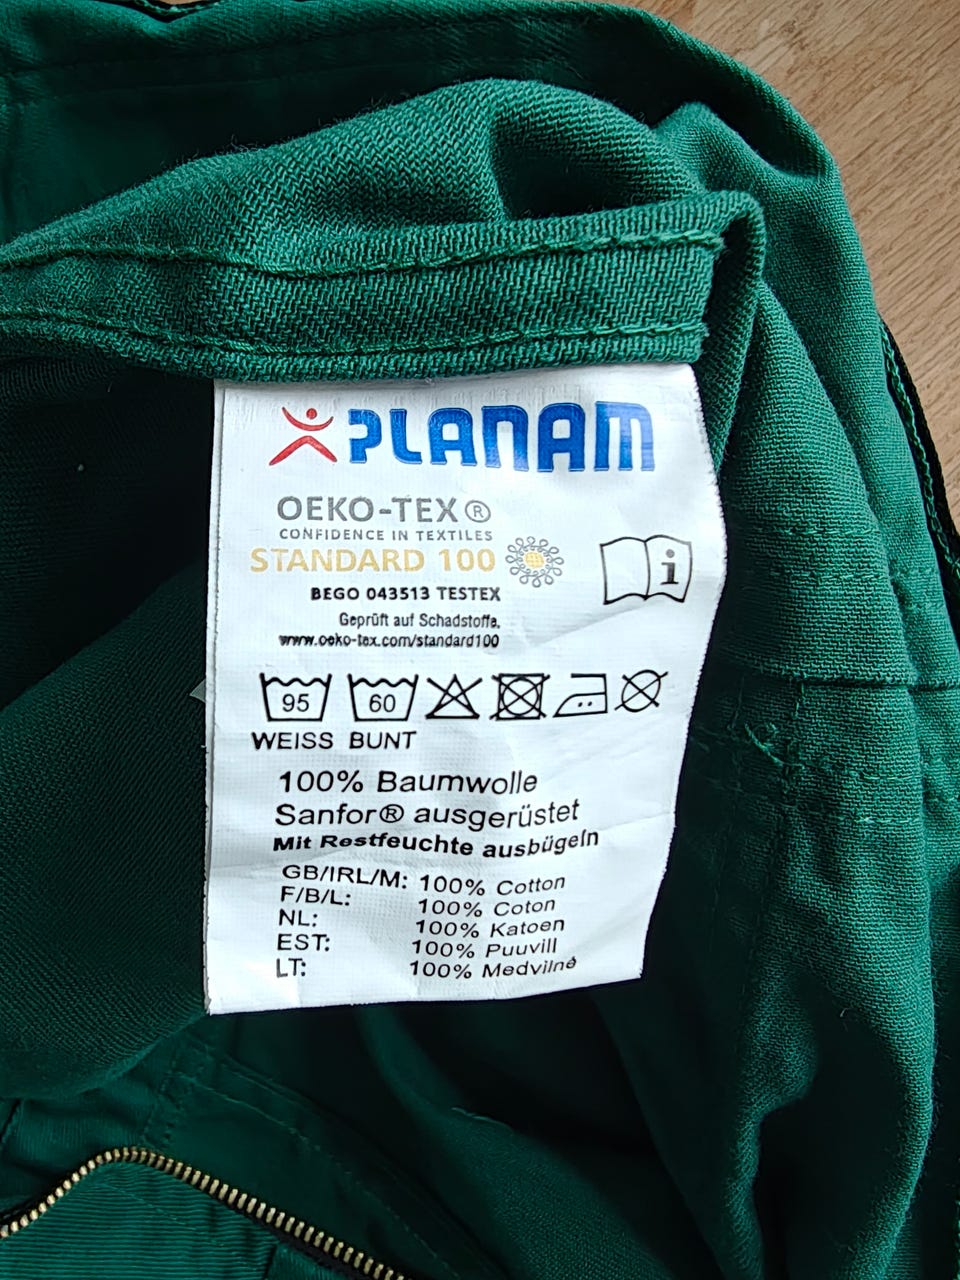 PLANAM
OEKO-TEX®
CONFIDENCE IN TEXTILES
STANDARD 100
BEGO 043513 TESTEX
Geprüft auf Schadstoffe.
www.oeko-tex.com/standard100
i
95 60
WEISS BUNT
100% Baumwolle
Sanfor® ausgerüstet
Mit Restfeuchte ausbügeln
GB/IRL/M: 100% Cotton
F/B/L: 100% Coton
NL: 100% Katoen
EST: 100% Puuvill
LT: 100% Medvilnė